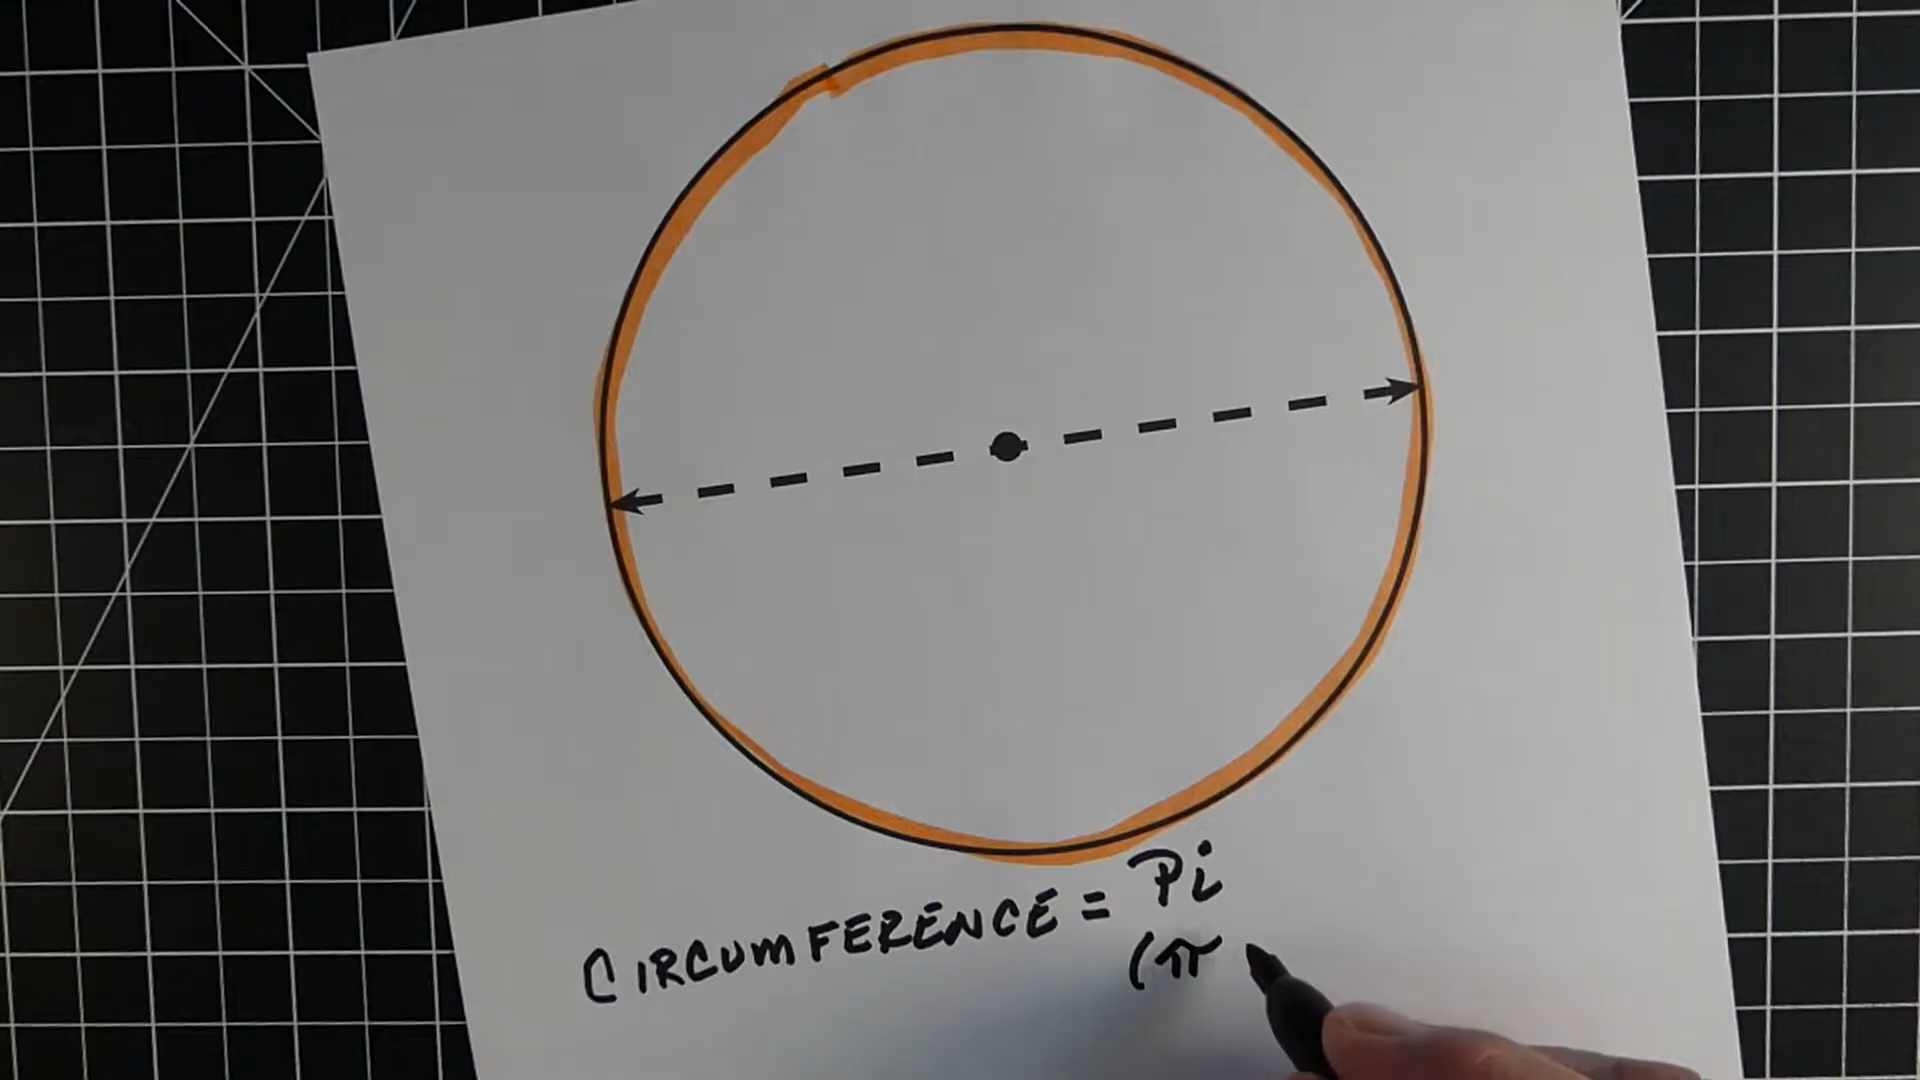 CIRCUMFERENCE = Pi
(π